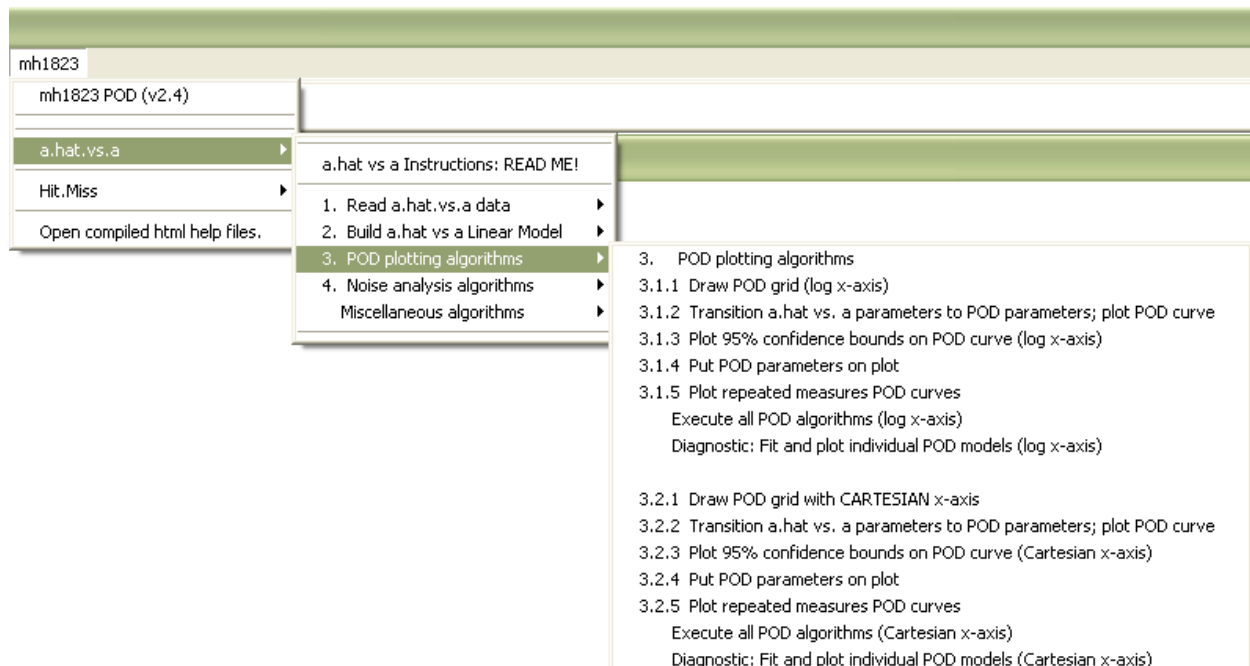 mh1823
mh1823 POD (v2.4)
a.hat.vs.a
Hit.Miss
Open compiled html help files.
a.hat vs a Instructions: READ ME!
1. Read a.hat.vs.a data
2. Build a.hat vs a Linear Model
3. POD plotting algorithms
4. Noise analysis algorithms
Miscellaneous algorithms
3. POD plotting algorithms
3.1.1 Draw POD grid (log x-axis)
3.1.2 Transition a.hat vs. a parameters to POD parameters; plot POD curve
3.1.3 Plot 95% confidence bounds on POD curve (log x-axis)
3.1.4 Put POD parameters on plot
3.1.5 Plot repeated measures POD curves
Execute all POD algorithms (log x-axis)
Diagnostic: Fit and plot individual POD models (log x-axis)
3.2.1 Draw POD grid with CARTESIAN x-axis
3.2.2 Transition a.hat vs. a parameters to POD parameters; plot POD curve
3.2.3 Plot 95% confidence bounds on POD curve (Cartesian x-axis)
3.2.4 Put POD parameters on plot
3.2.5 Plot repeated measures POD curves
Execute all POD algorithms (Cartesian x-axis)
Diagnostic: Fit and plot individual POD models (Cartesian x-axis)